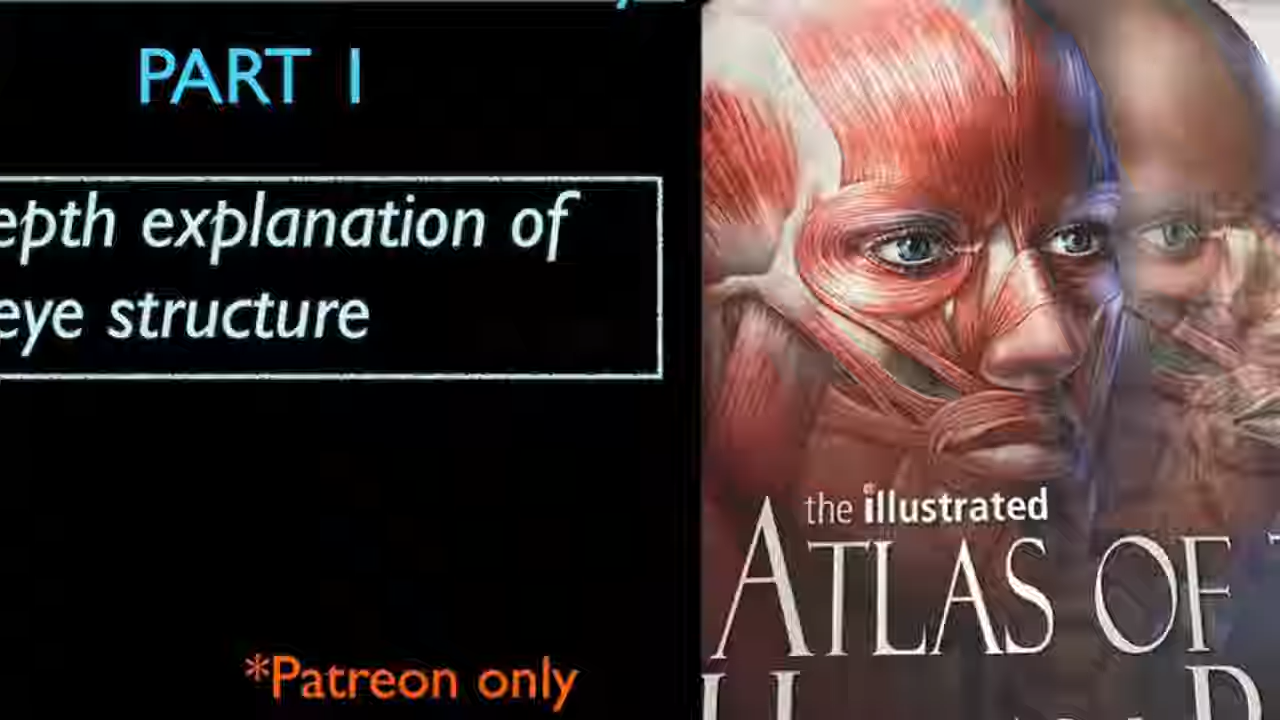 PART 1
epth explanation of
eye structure
*Patreon only
the illustrated
ATLAS OF